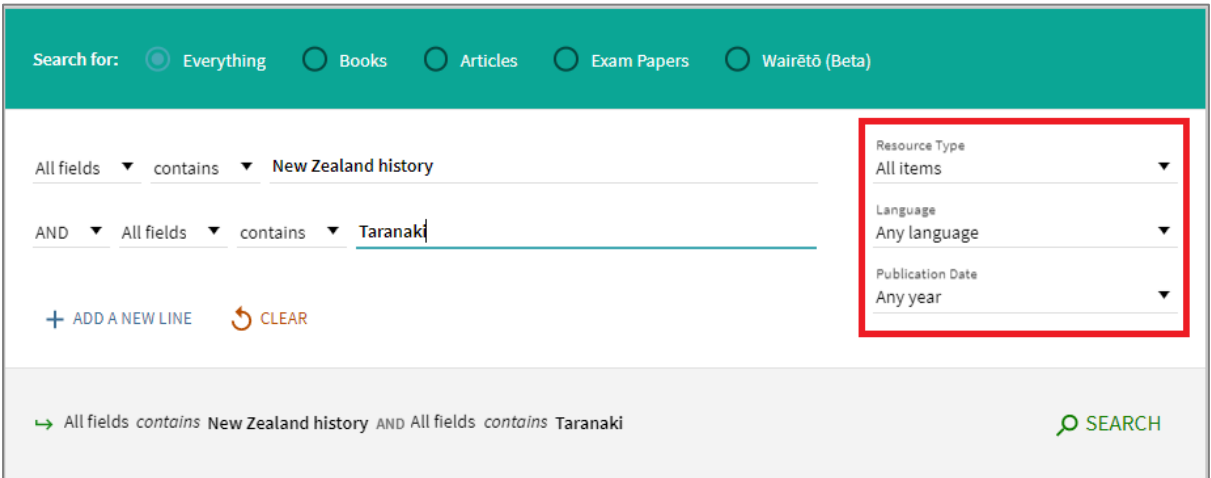 Search for: Everything Books Articles Exam Papers Wairētō (Beta)
All fields contains New Zealand history
AND All fields contains Taranaki
+ ADD A NEW LINE CLEAR
Resource Type
All items
Language
Any language
Publication Date
Any year
All fields contains New Zealand history AND All fields contains Taranaki
SEARCH